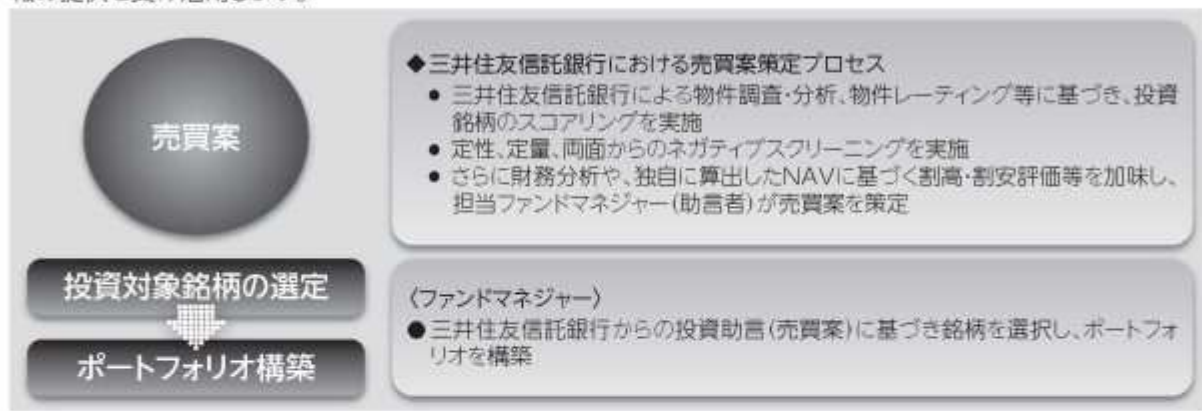 売買案
◆三井住友信託銀行における売買案策定プロセス
● 三井住友信託銀行による物件調査・分析、物件レーティング等に基づき、投資
銘柄のスコアリングを実施
● 定性、定量、両面からのネガティブスクリーニングを実施
● さらに財務分析や、独自に算出したNAVに基づく割高・割安評価等を加味し、
担当ファンドマネジャー(助言者)が売買案を策定
投資対象銘柄の選定
ポートフォリオ構築
〈ファンドマネジャー〉
●三井住友信託銀行からの投資助言(売買案)に基づき銘柄を選択し、ポートフォ
リオを構築